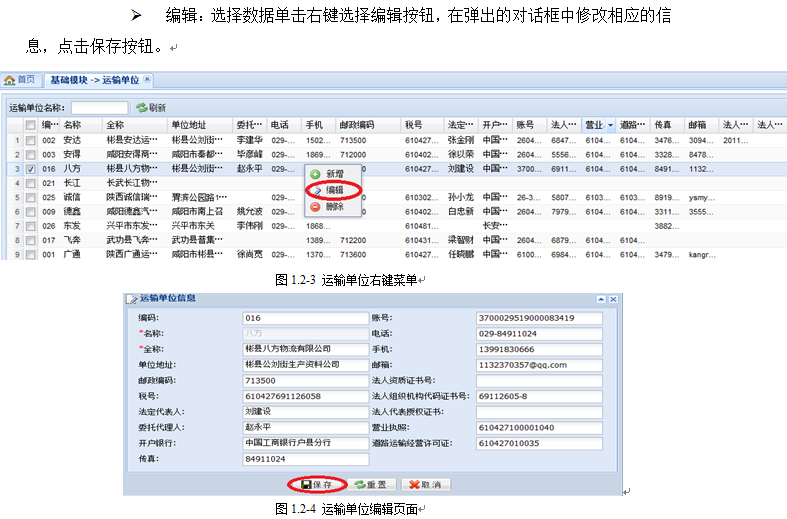 ➢ 编辑：选择数据单击右键选择编辑按钮，在弹出的对话框中修改相应的信
息，点击保存按钮。
首页 基础模块 -> 运输单位
运输单位名称： 刷新
编… 名称 全称 单位地址 委托… 电话 手机 邮政编码 税号 法定… 开户… 账号 法人… 营业 道路… 传真 邮箱 法人… 法人…
1 002 安达 彬县安达运… 彬县公刘街… 李建华 029-… 1502… 713500 6104… 张金刚 中国… 2604… 6847… 6104… 6104… 3476… 3094… 2011…
2 003 安得 咸阳安得商… 咸阳市秦都… 毕彦峰 029-… 1869… 712000 6104… 徐以荣 中国… 2604… 5556… 6104… 6104… 3328… 8478…
3 016 八方 彬县八方物… 彬县公刘街… 赵永平 029-… 刘建设 中国… 3700… 6911… 6104… 6104… 8491… 1132…
4 021 长江 长武长江物…
5 025 诚信 陕西诚信瑞… 渭滨公园路1… 029-… 610302… 孙小龙 中国… 26-3… 5807… 6103… 6103… 8919… ysmy…
6 009 德鑫 咸阳德鑫汽… 咸阳市南上召 姚允波 029-… 610402… 白忠新 中国… 2604… 7979… 6104… 6104… 3311… 3555…
7 026 东发 兴平市东发… 兴平市东关 李伟刚 029-… 1868… 610481… 长安… 3882…
8 017 飞奔 武功县飞奔… 武功县普集… 1389… 712200 610431… 梁智财 中国… 2604… 6879… 6104… 6104…
9 001 广通 陕西广通运… 咸阳市彬县… 徐尚宽 029-… 1370… 713600 610427… 任晓鹏 中国… 6100… 6984… 6104… 6104… 3479… kangr…
新增
编辑
删除
图 1.2-3 运输单位右键菜单
运输单位信息
编码： 016 账号： 3700029519000083419
*名称： 八方 电话： 029-84911024
*全称： 彬县八方物流有限公司 手机： 13991830666
单位地址： 彬县公刘街生产资料公司 邮箱： 1132370357@qq.com
邮政编码： 713500 法人资质证书号：
税号： 610427691126058 法人组织机构代码证书号： 69112605-8
法定代表人： 刘建设 法人代表授权证书：
委托代理人： 赵永平 营业执照： 610427100001040
开户银行： 中国工商银行户县分行 道路运输经营许可证： 610427010035
传真： 84911024
保存 重置 取消
图 1.2-4 运输单位编辑页面